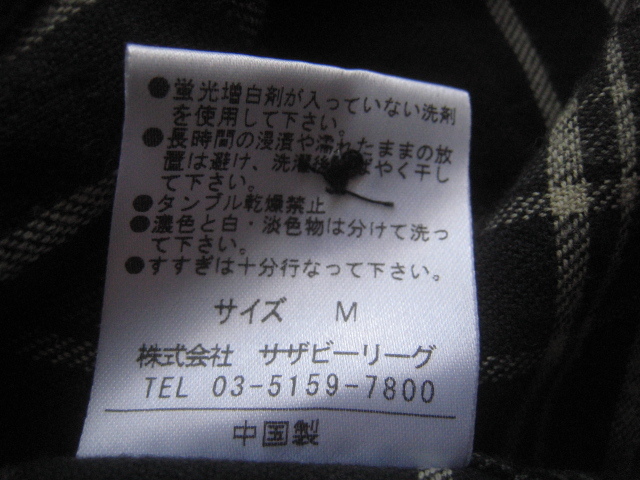 ●蛍光増白剤が入っていない洗剤
を使用して下さい。
●長時間の浸漬や濡れたままの放
置は避け、洗濯後 やく干し
て下さい。
●タンブル乾燥禁止
●濃色と白・淡色物は分けて洗っ
て下さい。
●すすぎは十分行なって下さい。
サイズ M
株式会社 サザビーリーグ
TEL 03-5159-7800
中国製